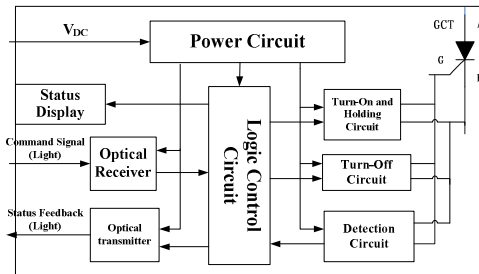 V_DC
Power Circuit
GCT
A
G
Status
Display
Turn-On and
Holding
Circuit
Command Signal
(Light)
Optical
Receiver
Logic Control
Circuit
Turn-Off
Circuit
Status Feedback
(Light)
Optical
transmitter
Detection
Circuit